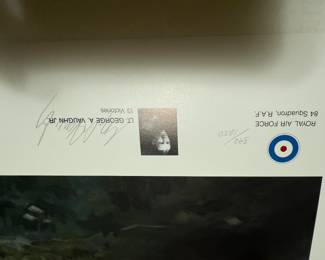 LT. GEORGE A. VAUGHN JR.
13 Victories
ROYAL AIR FORCE
84 Squadron, R.A.F.